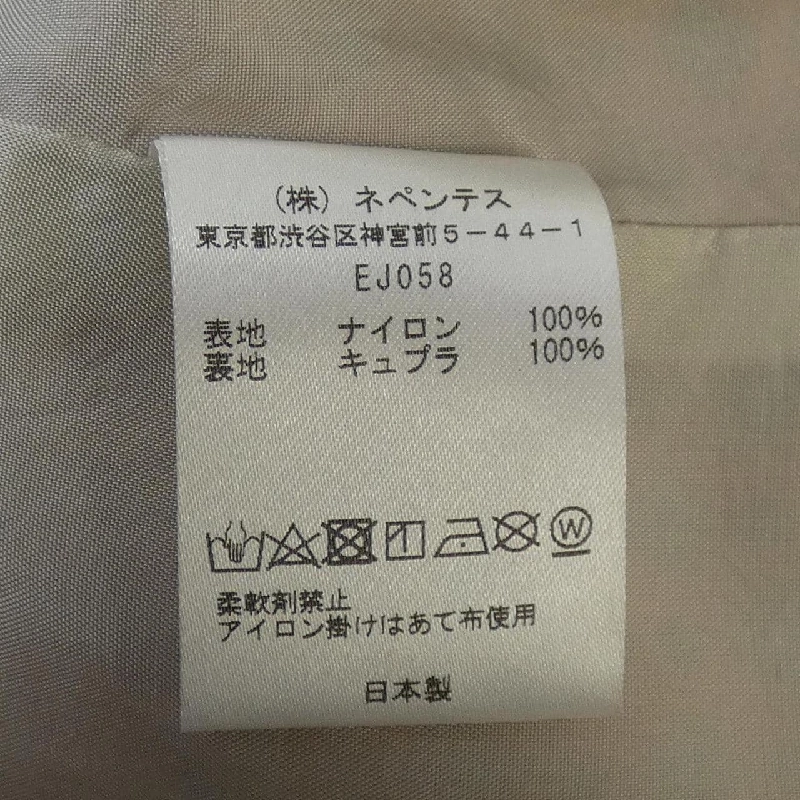 （株）ネペンテス
東京都渋谷区神宮前5－44－1
EJ058
表地 ナイロン 100%
裏地 キュプラ 100%
W
柔軟剤禁止
アイロン掛けはあて布使用
日本製